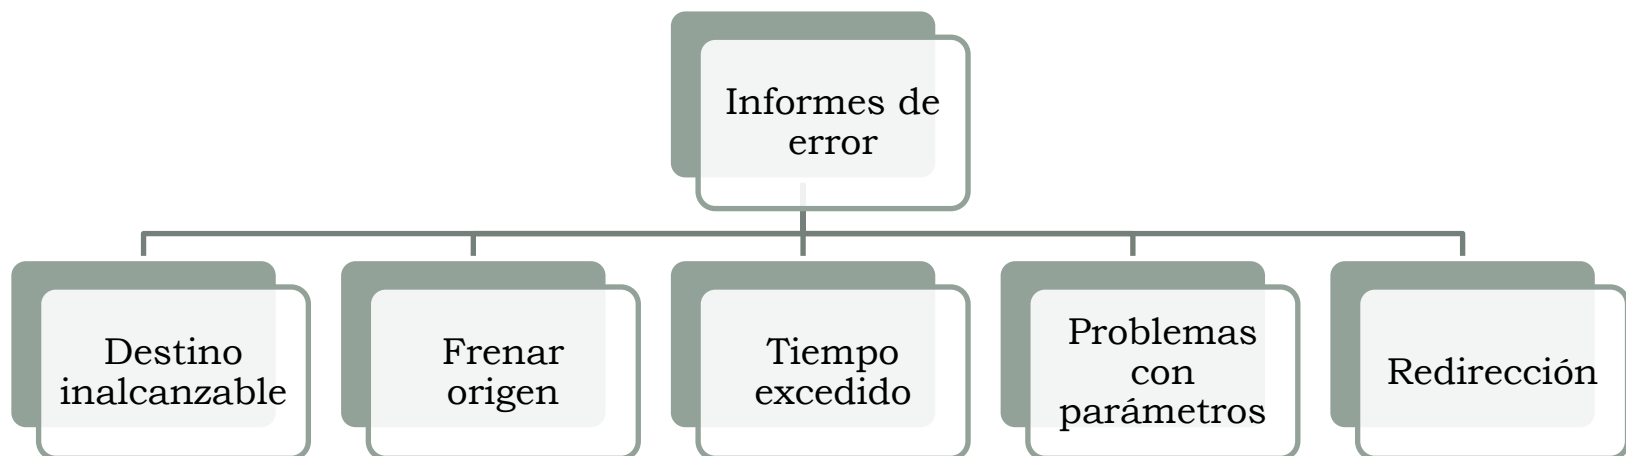 Informes de
error
Destino
inalcanzable
Frenar
origen
Tiempo
excedido
Problemas
con
parámetros
Redirección